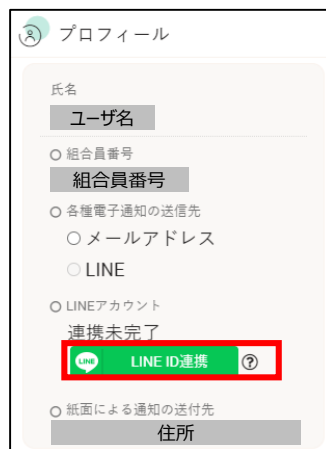 プロフィール
氏名
ユーザ名
組合員番号
組合員番号
各種電子通知の送信先
メールアドレス
LINE
LINEアカウント
連携未完了
LINE LINE ID連携 ?
紙面による通知の送付先
住所